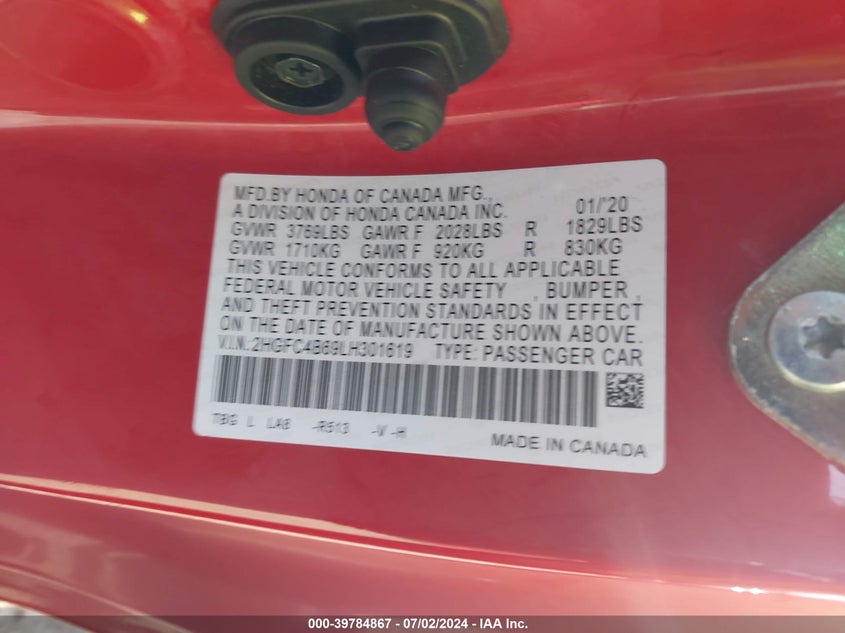 MFD.BY HONDA OF CANADA MFG., 01/'20
A DIVISION OF HONDA CANADA INC.
GVWR 3769LBS GAWR F 2028LBS R 1829LBS
GVWR 1710KG GAWR F 920KG R 830KG
THIS VEHICLE CONFORMS TO ALL APPLICABLE
FEDERAL MOTOR VEHICLE SAFETY , BUMPER ,
AND THEFT PREVENTION STANDARDS IN EFFECT
ON THE DATE OF MANUFACTURE SHOWN ABOVE.
V.I.N.:2HGFC4B69LH301619 TYPE: PASSENGER CAR
TBG L LA8 -R513 -V -H
MADE IN CANADA
000-39784867 | 07/02/2024 | IAA Inc.